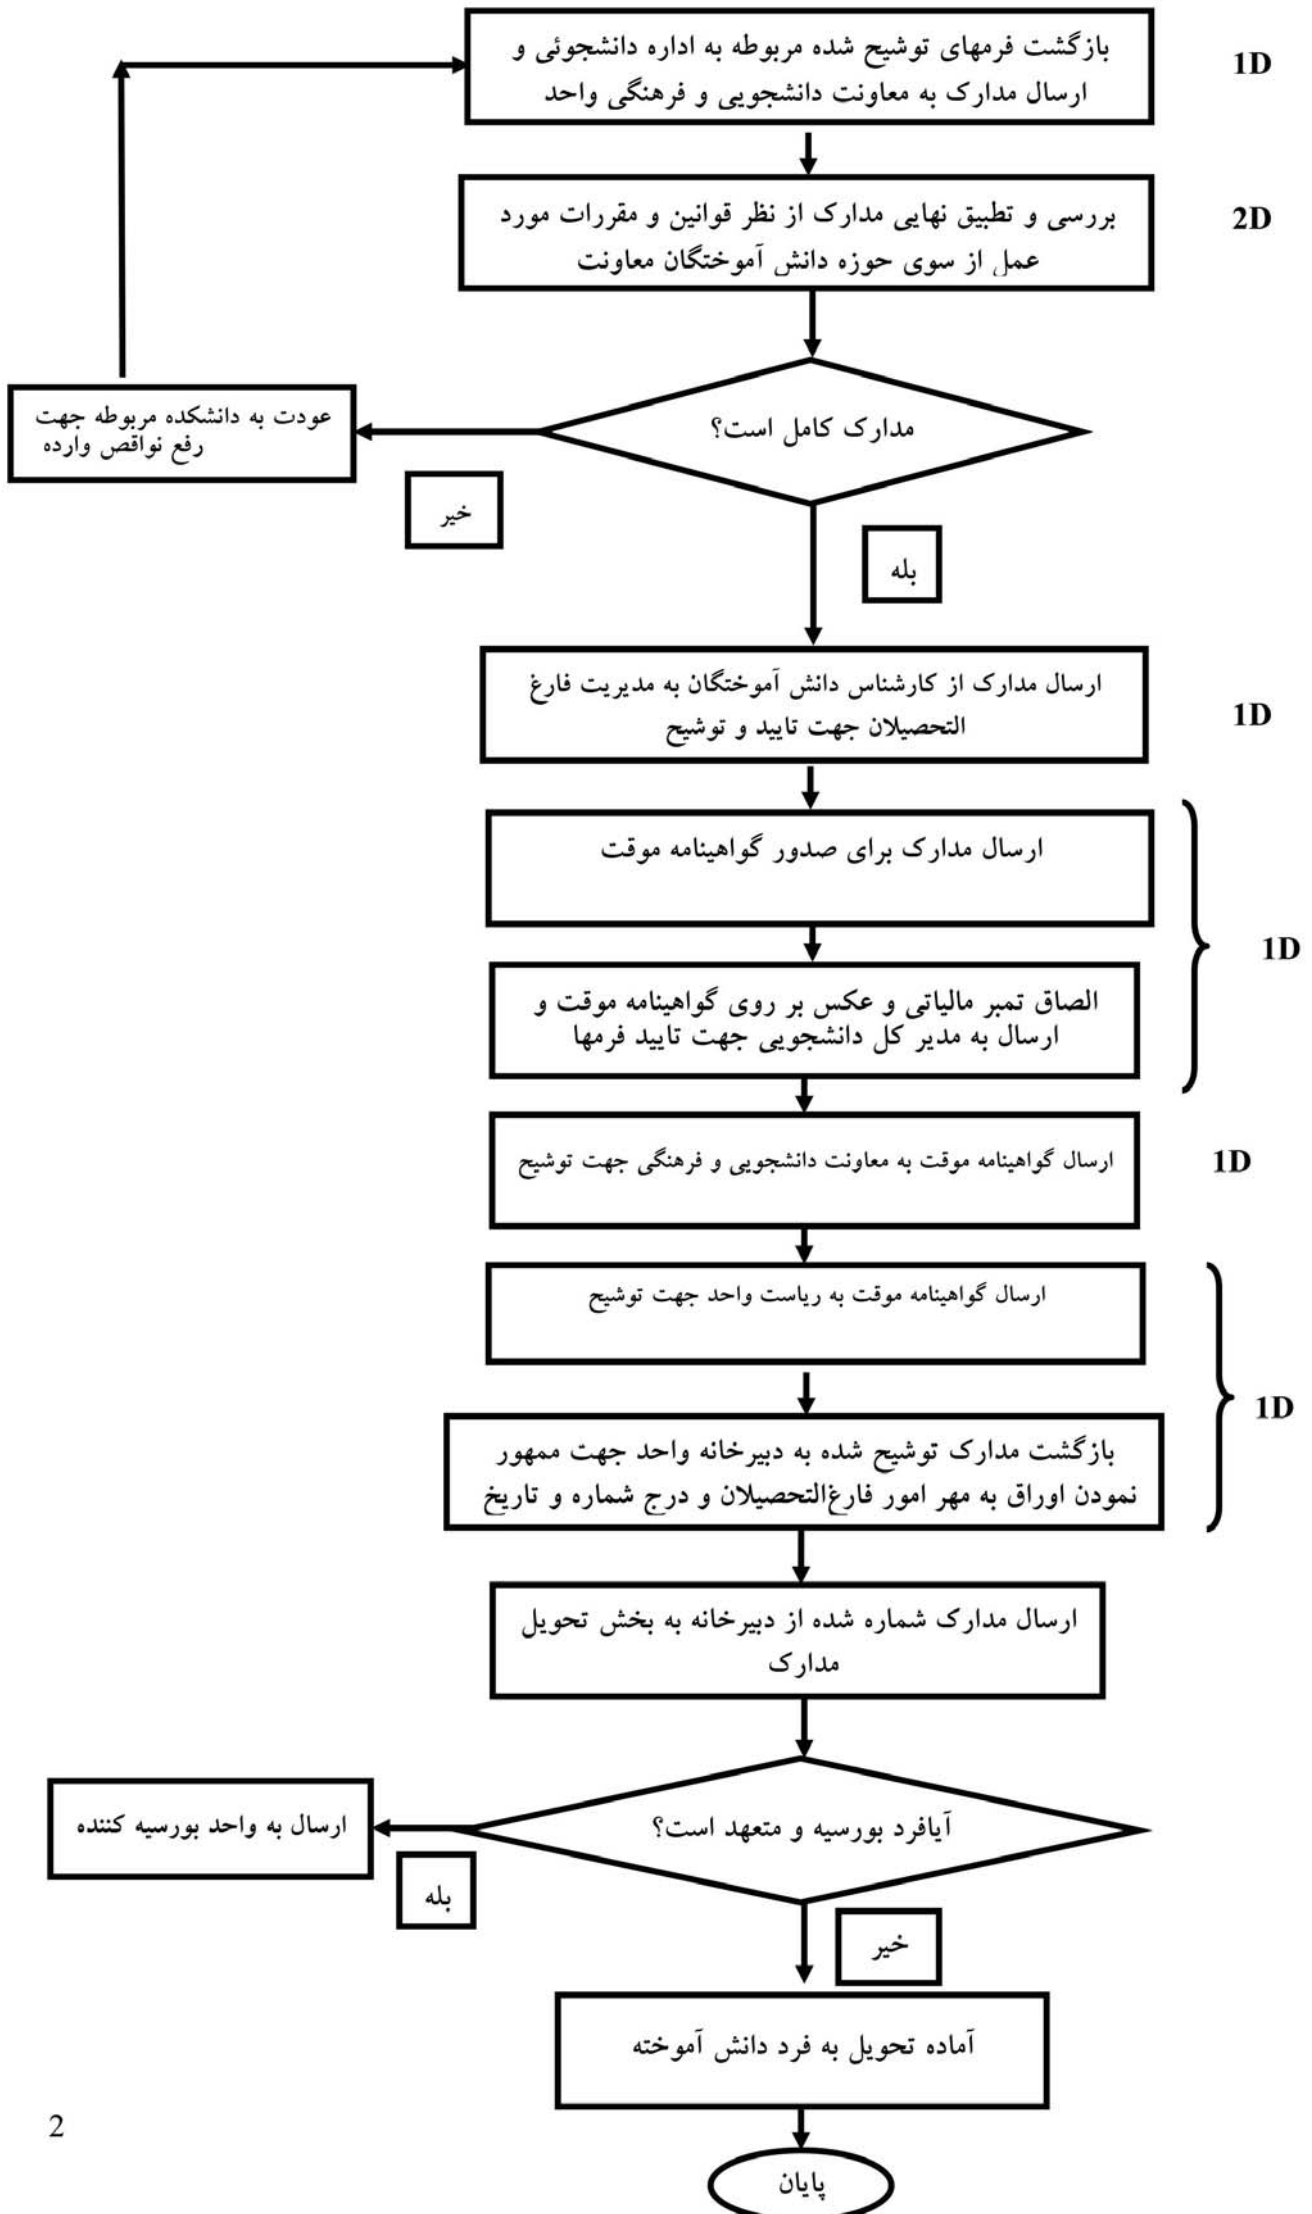 بازگشت فرمهای توشیح شده مربوطه به اداره دانشجوئی و
ارسال مدارک به معاونت دانشجویی و فرهنگی واحد
1D
بررسی و تطبیق نهایی مدارک از نظر قوانین و مقررات مورد
عمل از سوی حوزه دانش آموختگان معاونت
2D
مدارک کامل است؟
عودت به دانشکده مربوطه جهت
رفع نواقص وارده
خیر
بله
ارسال مدارک از کارشناس دانش آموختگان به مدیریت فارغ
التحصیلان جهت تایید و توشیح
1D
ارسال مدارک برای صدور گواهینامه موقت
1D
الصاق تمبر مالیاتی و عکس بر روی گواهینامه موقت و
ارسال به مدیر کل دانشجویی جهت تایید فرمها
ارسال گواهینامه موقت به معاونت دانشجویی و فرهنگی جهت توشیح
1D
ارسال گواهینامه موقت به ریاست واحد جهت توشیح
1D
بازگشت مدارک توشیح شده به دبیرخانه واحد جهت ممهور
نمودن اوراق به مهر امور فارغ‌التحصیلان و درج شماره و تاریخ
ارسال مدارک شماره شده از دبیرخانه به بخش تحویل
مدارک
آیافرد بورسیه و متعهد است؟
ارسال به واحد بورسیه کننده
بله
خیر
آماده تحویل به فرد دانش آموخته
2
پایان